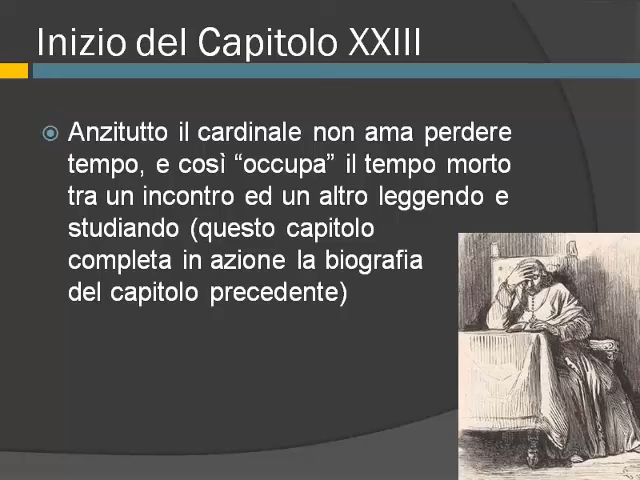 Inizio del Capitolo XXIII
Anzitutto il cardinale non ama perdere
tempo, e così “occupa” il tempo morto
tra un incontro ed un altro leggendo e
studiando (questo capitolo
completa in azione la biografia
del capitolo precedente)